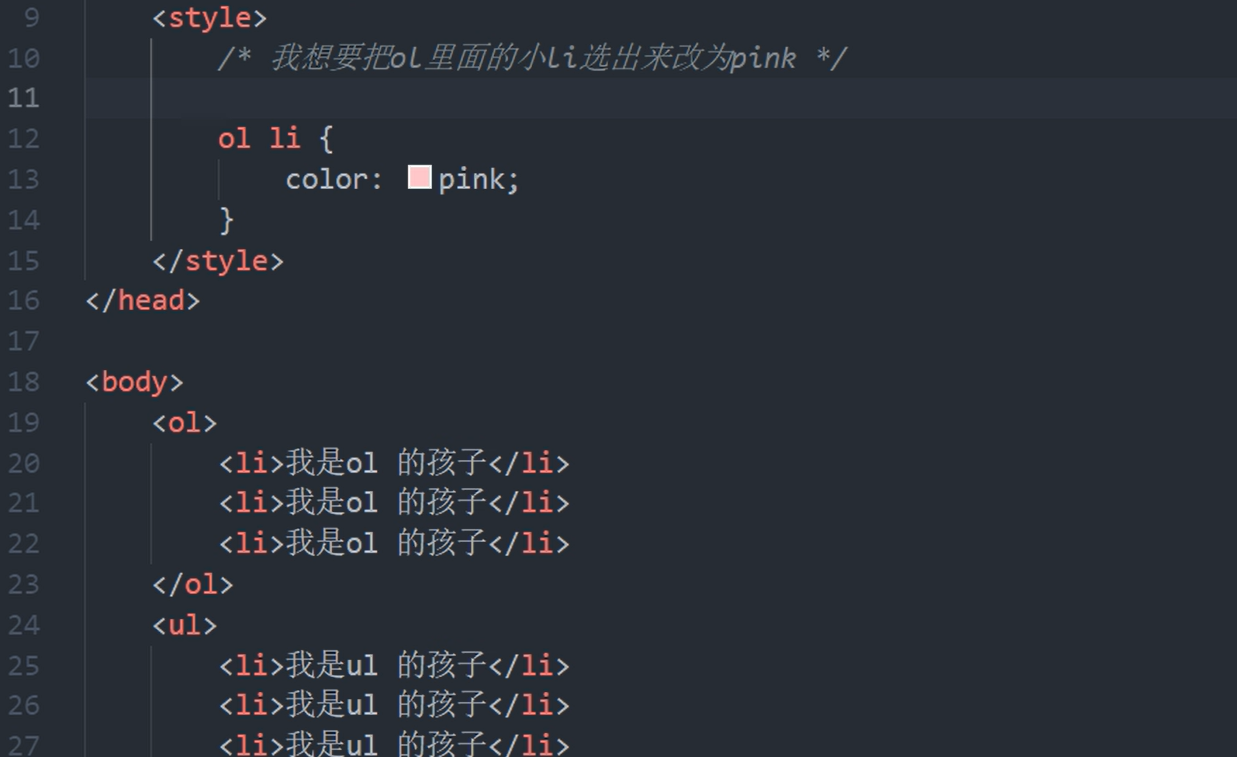 9 <style>
10 /* 我想要把ol里面的小li选出来改为pink */
11
12 ol li {
13 color: pink;
14 }
15 </style>
16 </head>
17
18 <body>
19 <ol>
20 <li>我是ol 的孩子</li>
21 <li>我是ol 的孩子</li>
22 <li>我是ol 的孩子</li>
23 </ol>
24 <ul>
25 <li>我是ul 的孩子</li>
26 <li>我是ul 的孩子</li>
27 <li>我是ul 的孩子</li>